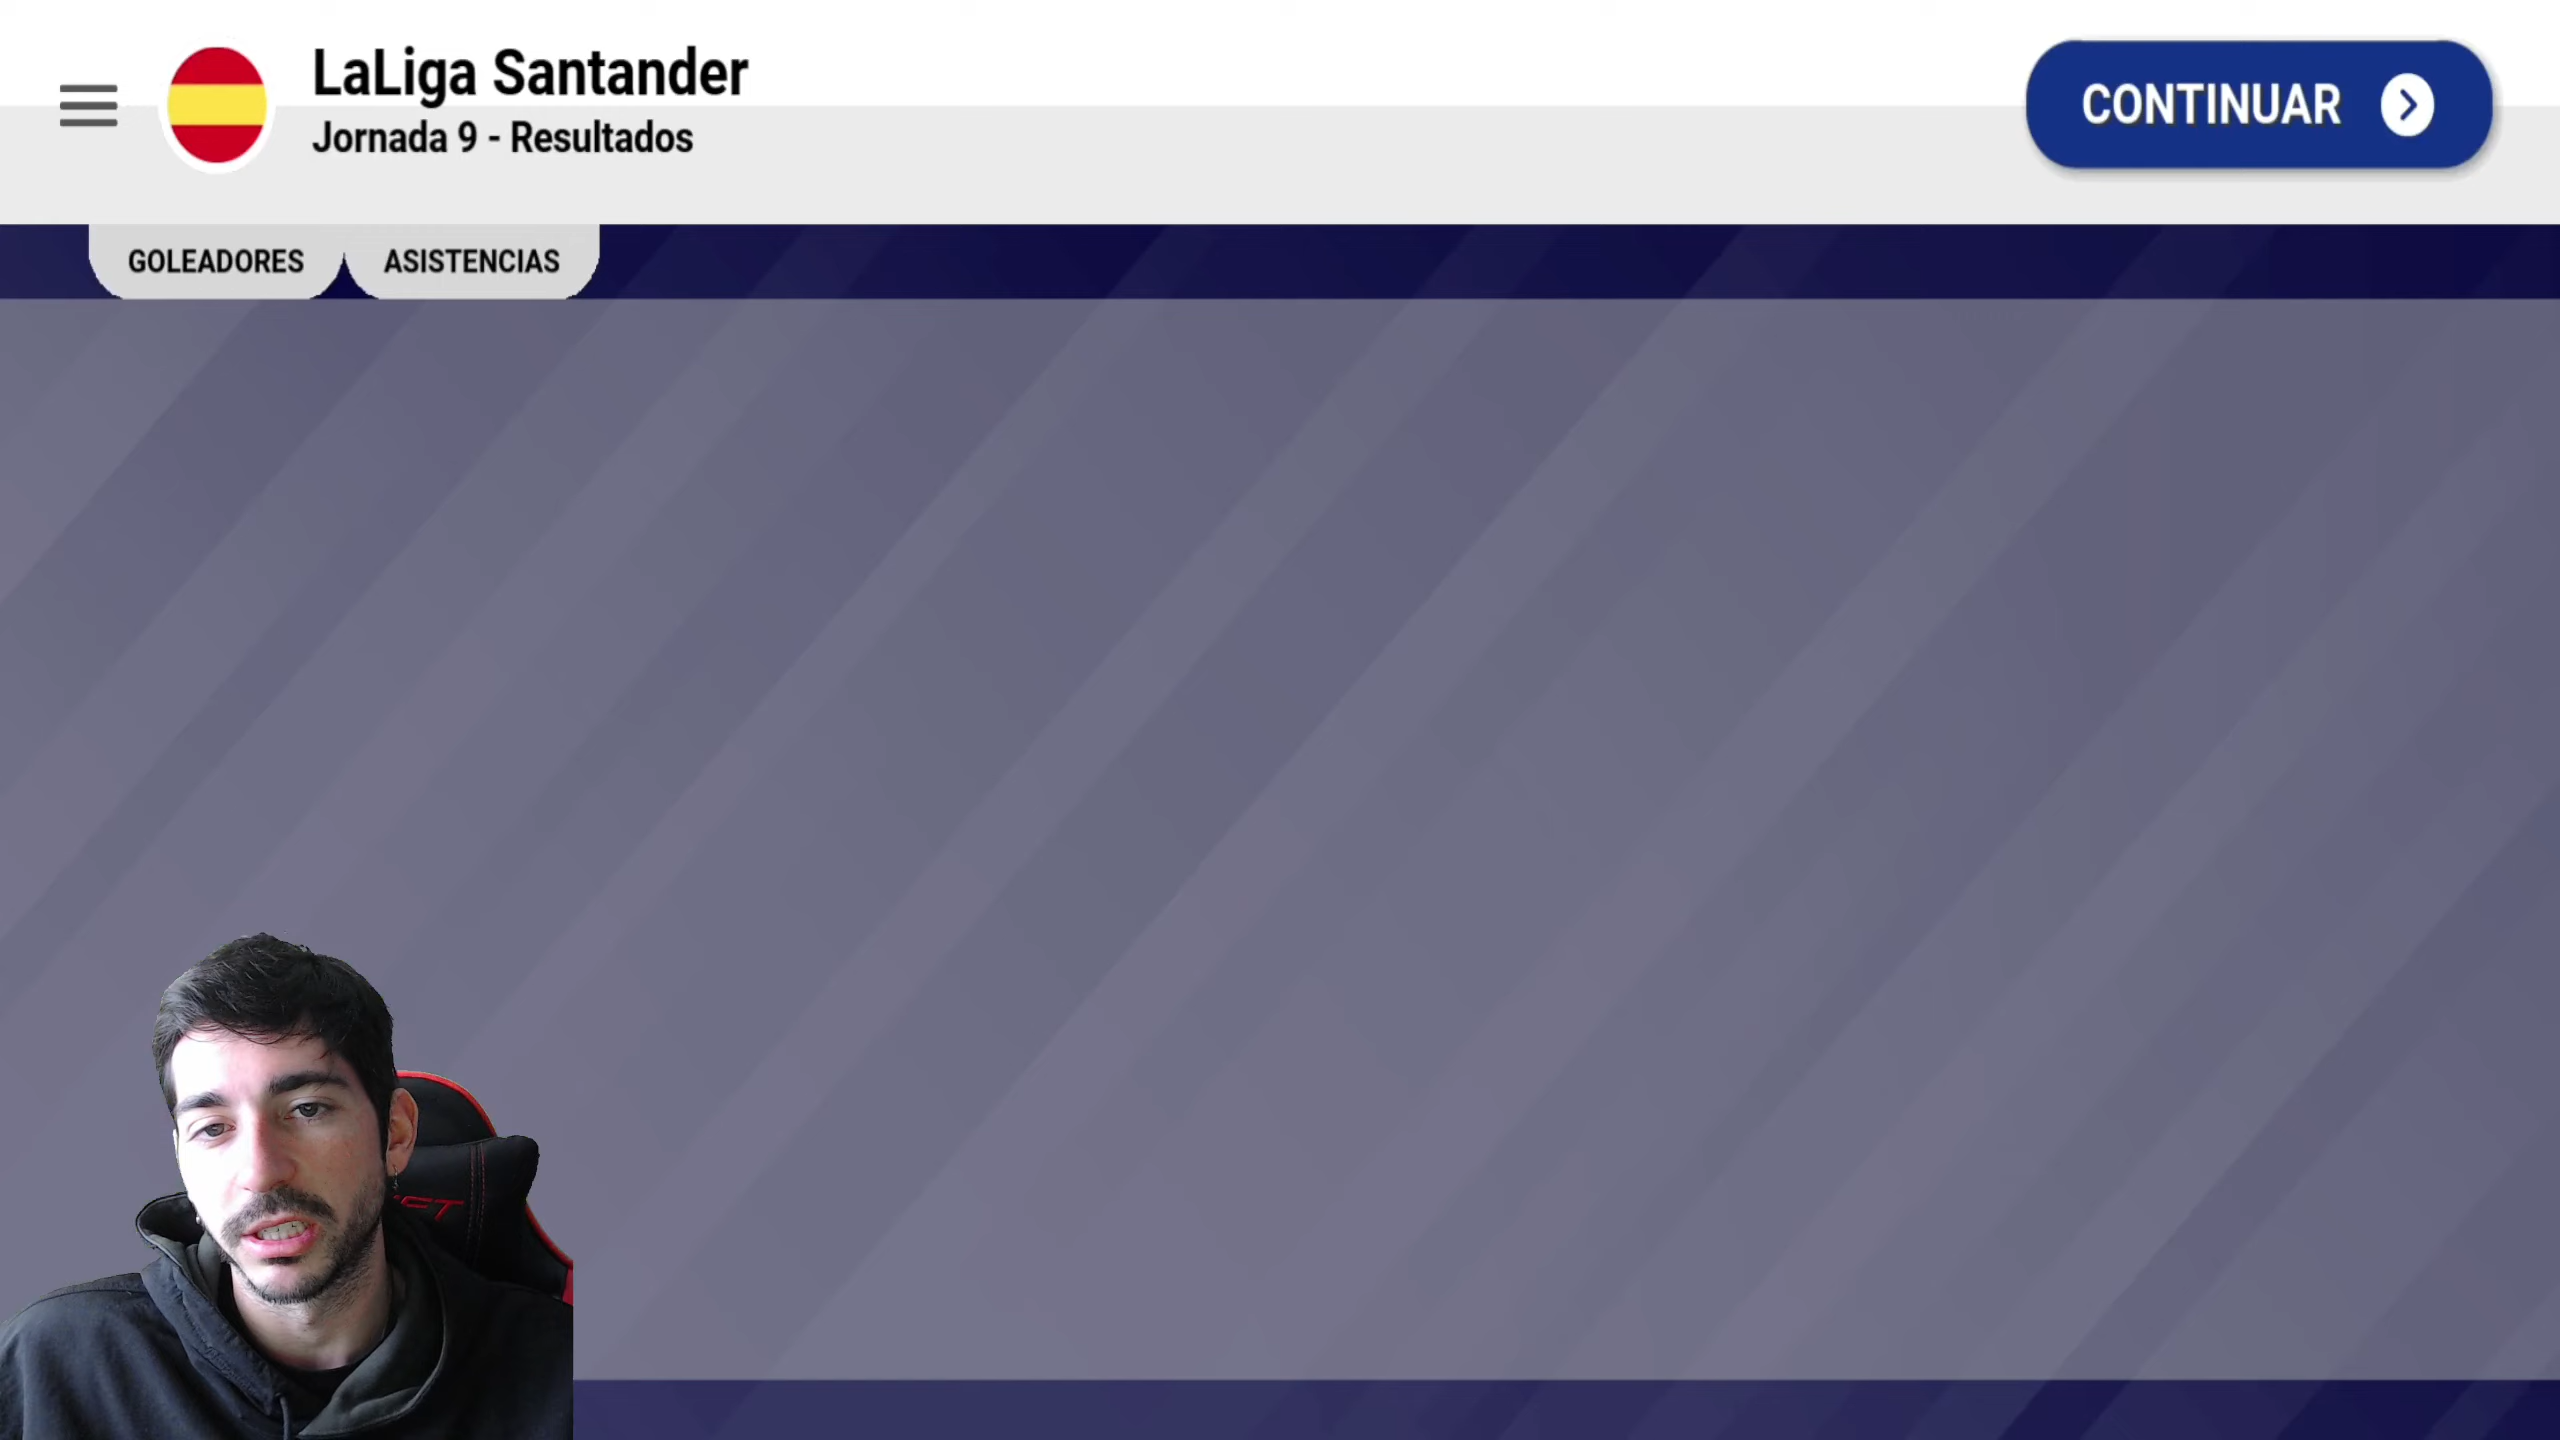 LaLiga Santander
Jornada 9 - Resultados
CONTINUAR
GOLEADORES
ASISTENCIAS